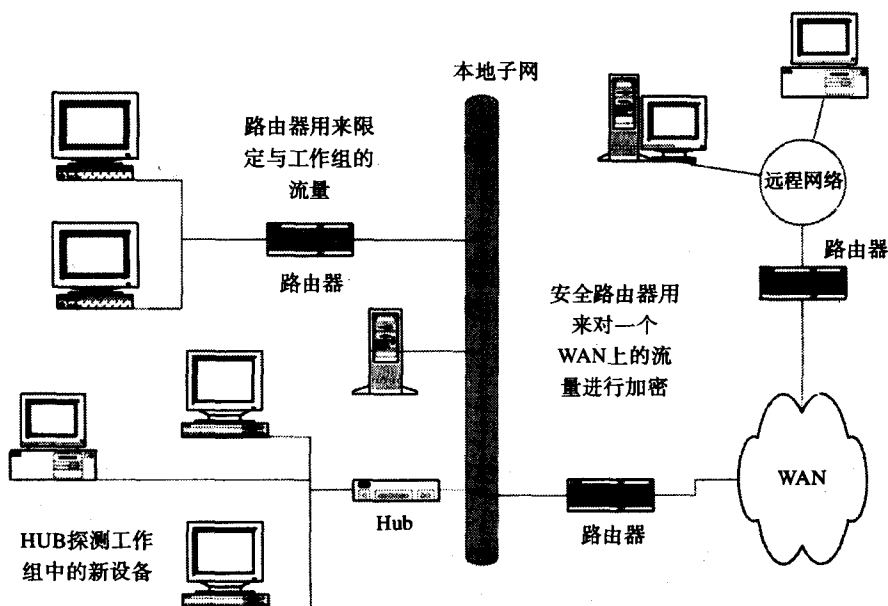 本地子网
路由器用来限
定与工作组的
流量
路由器
远程网络
路由器
安全路由器用
来对一个
WAN上的流
量进行加密
WAN
Hub
路由器
HUB探测工作
组中的新设备